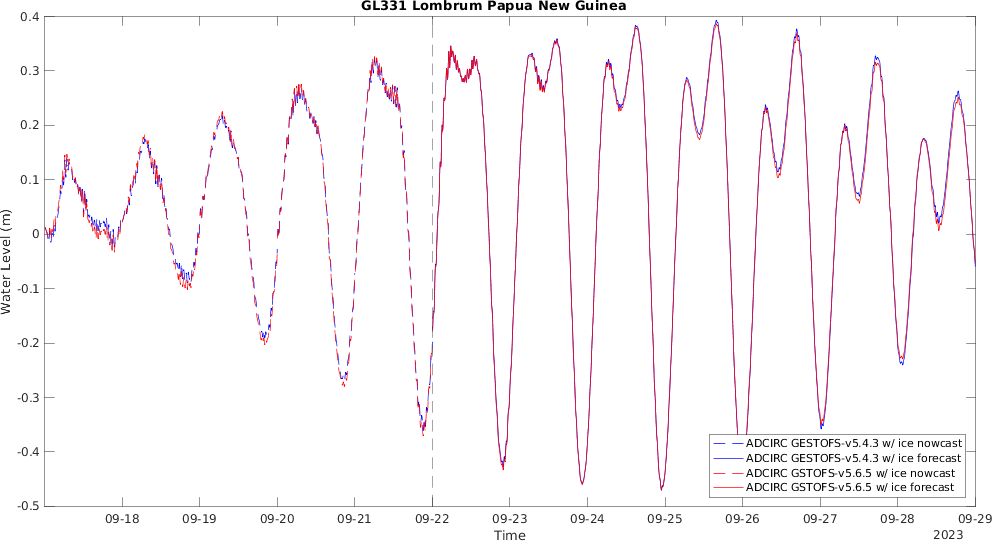 GL331 Lombrum Papua New Guinea
0.4
0.3
0.2
0.1
0
-0.1
-0.2
-0.3
-0.4
-0.5
Water Level (m)
ADCIRC GESTOFS-v5.4.3 w/ ice nowcast
ADCIRC GESTOFS-v5.4.3 w/ ice forecast
ADCIRC GSTOFS-v5.6.5 w/ ice nowcast
ADCIRC GSTOFS-v5.6.5 w/ ice forecast
09-18 09-19 09-20 09-21 09-22 09-23 09-24 09-25 09-26 09-27 09-28 09-29
Time
2023